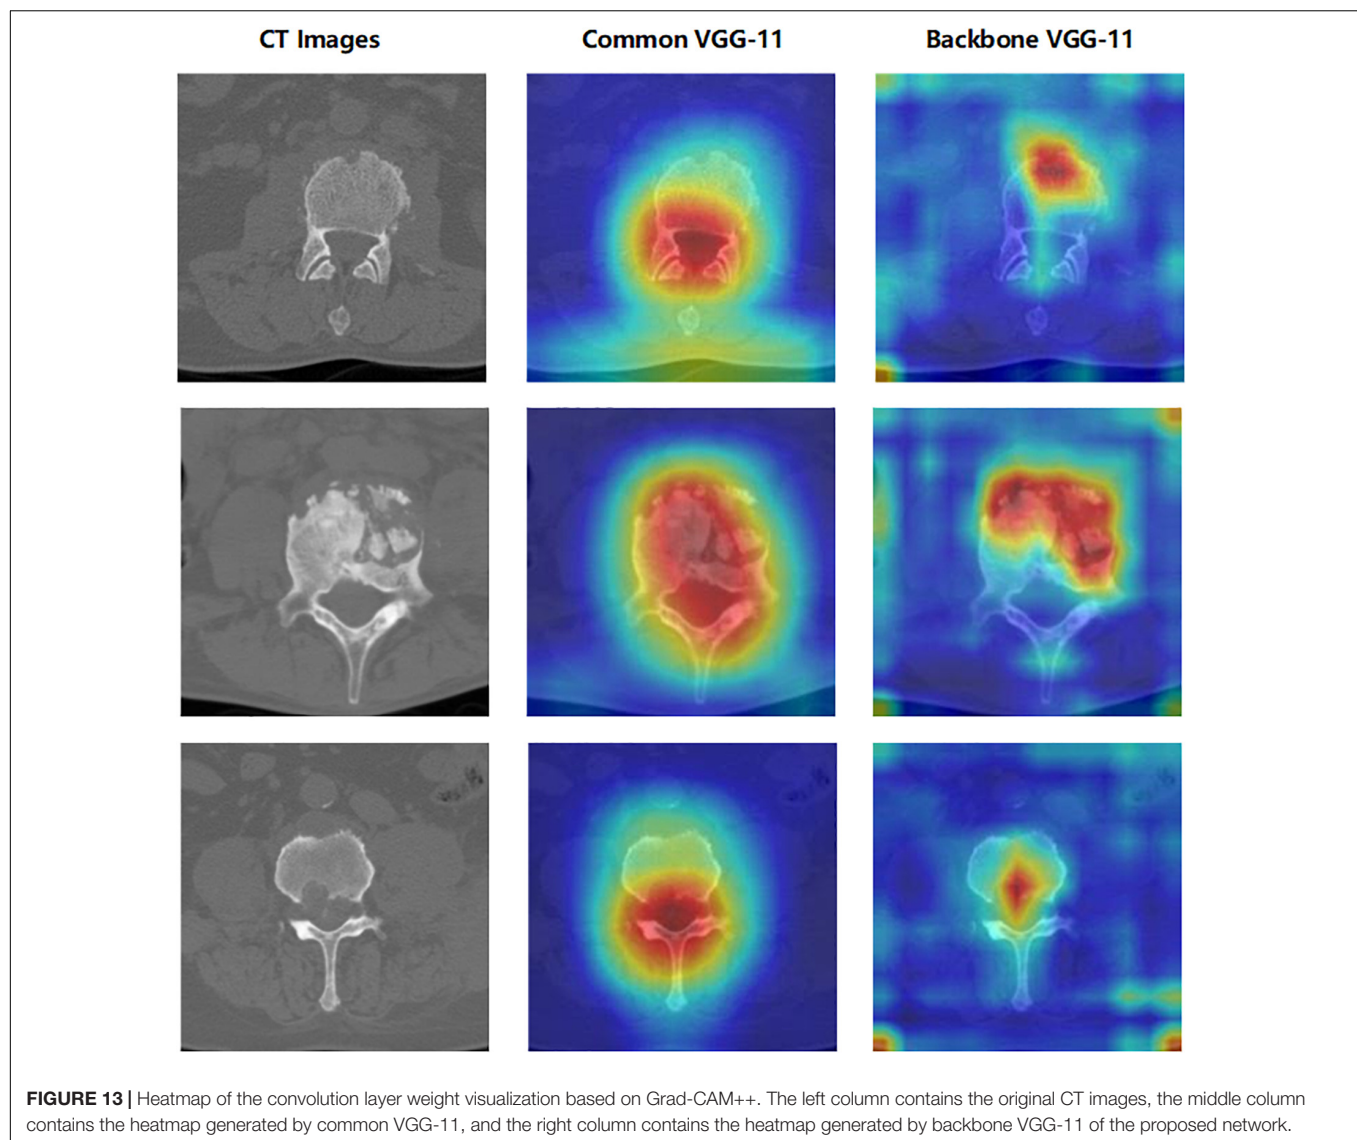 CT Images
Common VGG-11
Backbone VGG-11
FIGURE 13 | Heatmap of the convolution layer weight visualization based on Grad-CAM++. The left column contains the original CT images, the middle column
contains the heatmap generated by common VGG-11, and the right column contains the heatmap generated by backbone VGG-11 of the proposed network.